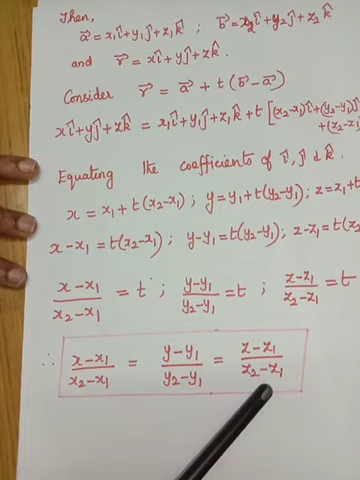 Then,
a⃗ = x₁î + y₁ĵ + z₁k̂ ; b⃗ = x₂î + y₂ĵ + z₂k̂
and r⃗ = xî + yĵ + zk̂.
Consider r⃗ = a⃗ + t(b⃗ - a⃗)
xî + yĵ + zk̂ = x₁î + y₁ĵ + z₁k̂ + t[(x₂-x₁)î + (y₂-y₁)ĵ
+(z₂-z₁)
Equating the coefficients of î, ĵ & k̂.
x = x₁ + t(x₂-x₁) ; y = y₁ + t(y₂-y₁) ; z = z₁ + t
x - x₁ = t(x₂-x₁) ; y-y₁ = t(y₂-y₁) ; z-z₁ = t(z₂
(x-x₁)/(x₂-x₁) = t ; (y-y₁)/(y₂-y₁) = t ; (z-z₁)/(z₂-z₁) = t
∴ (x-x₁)/(x₂-x₁) = (y-y₁)/(y₂-y₁) = (z-z₁)/(z₂-z₁)